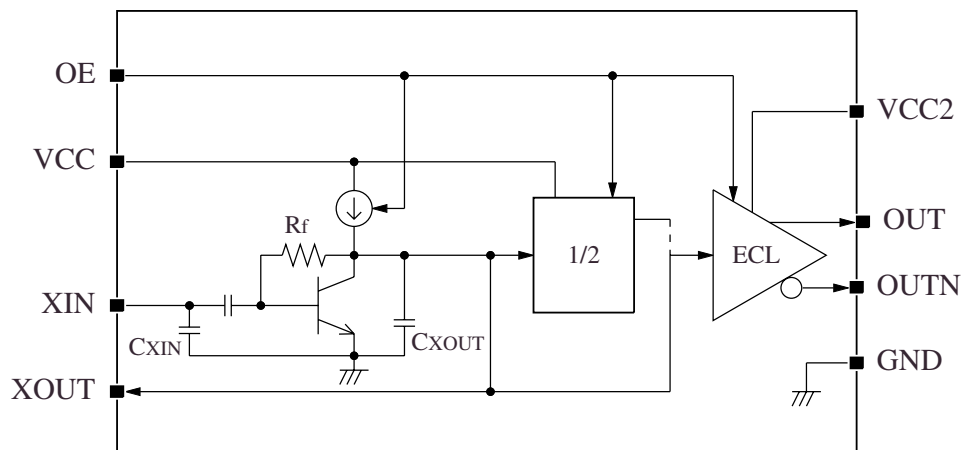 OE
VCC2
VCC
Rf
OUT
1/2
ECL
XIN
OUTN
CXIN
CXOUT
GND
XOUT